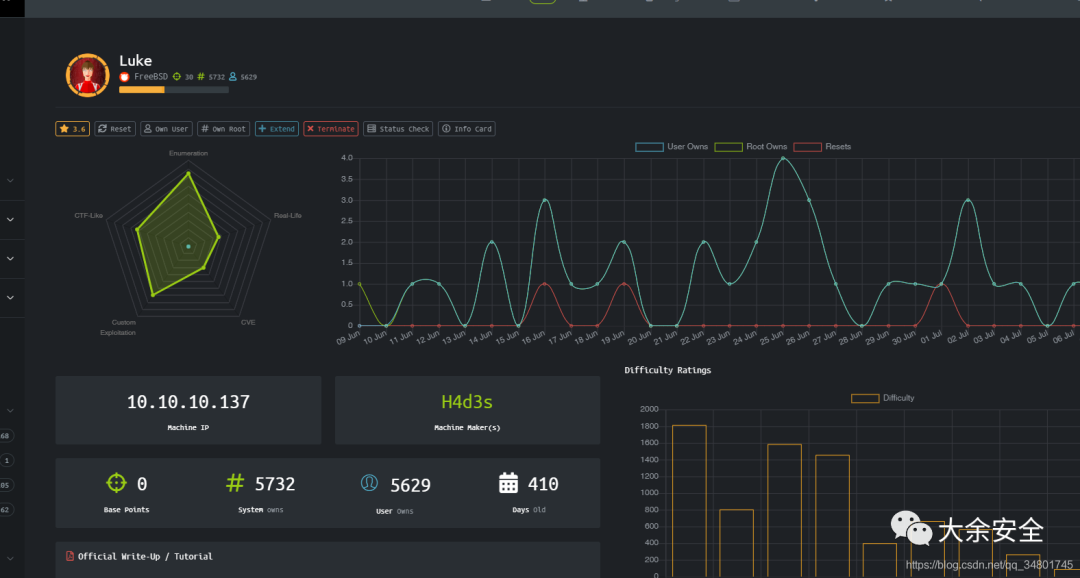 Luke
FreeBSD 30 # 5732 5629
3.6 Reset Own User # Own Root Extend Terminate Status Check Info Card
Enumeration
Real-Life
CVE
Custom
Exploitation
CTF-Like
User Owns Root Owns Resets
4.0
3.5
3.0
2.5
2.0
1.5
1.0
0.5
0
09 Jun 10 Jun 11 Jun 12 Jun 13 Jun 14 Jun 15 Jun 16 Jun 17 Jun 18 Jun 19 Jun 20 Jun 21 Jun 22 Jun 23 Jun 24 Jun 25 Jun 26 Jun 27 Jun 28 Jun 29 Jun 30 Jun 01 Jul 02 Jul 03 Jul 04 Jul 05 Jul 06 Jul
10.10.10.137
Machine IP
H4d3s
Machine Maker(s)
0
Base Points
# 5732
System Owns
5629
User Owns
410
Days Old
Official Write-Up / Tutorial
Difficulty Ratings
Difficulty
2000
1800
1600
1400
1200
1000
800
600
400
200
0
68
1
05
62
大余安全
https://blog.csdn.net/qq_34801745